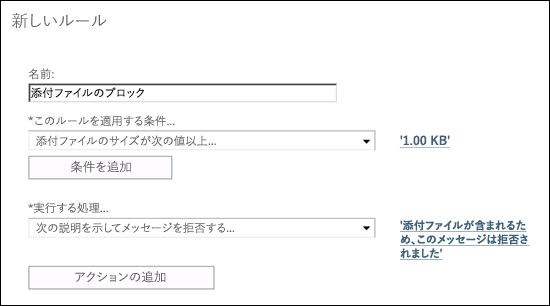 新しいルール
名前:
添付ファイルのブロック
*このルールを適用する条件...
添付ファイルのサイズが次の値以上... '1.00 KB'
条件を追加
*実行する処理...
次の説明を示してメッセージを拒否する...
'添付ファイルが含まれるた
め、このメッセージは拒否さ
れました'
アクションの追加